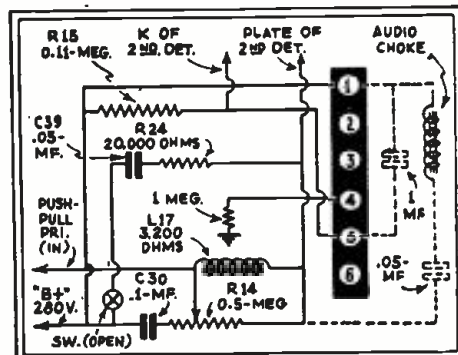 R15
0.11-MEG.
K OF
2ND. DET.
PLATE OF
2ND DET.
AUDIO
CHOKE
C39
.05-
MF.
R24
20,000 OHMS
1
2
3
4
5
6
1 MEG.
L17
3,200
OHMS
1
MF
PUSH-
PULL
PRI.
(IN)
C30
.1-MF.
R14
0.5-MEG
.05-
MF
"B+"
280V.
SW.(OPEN)